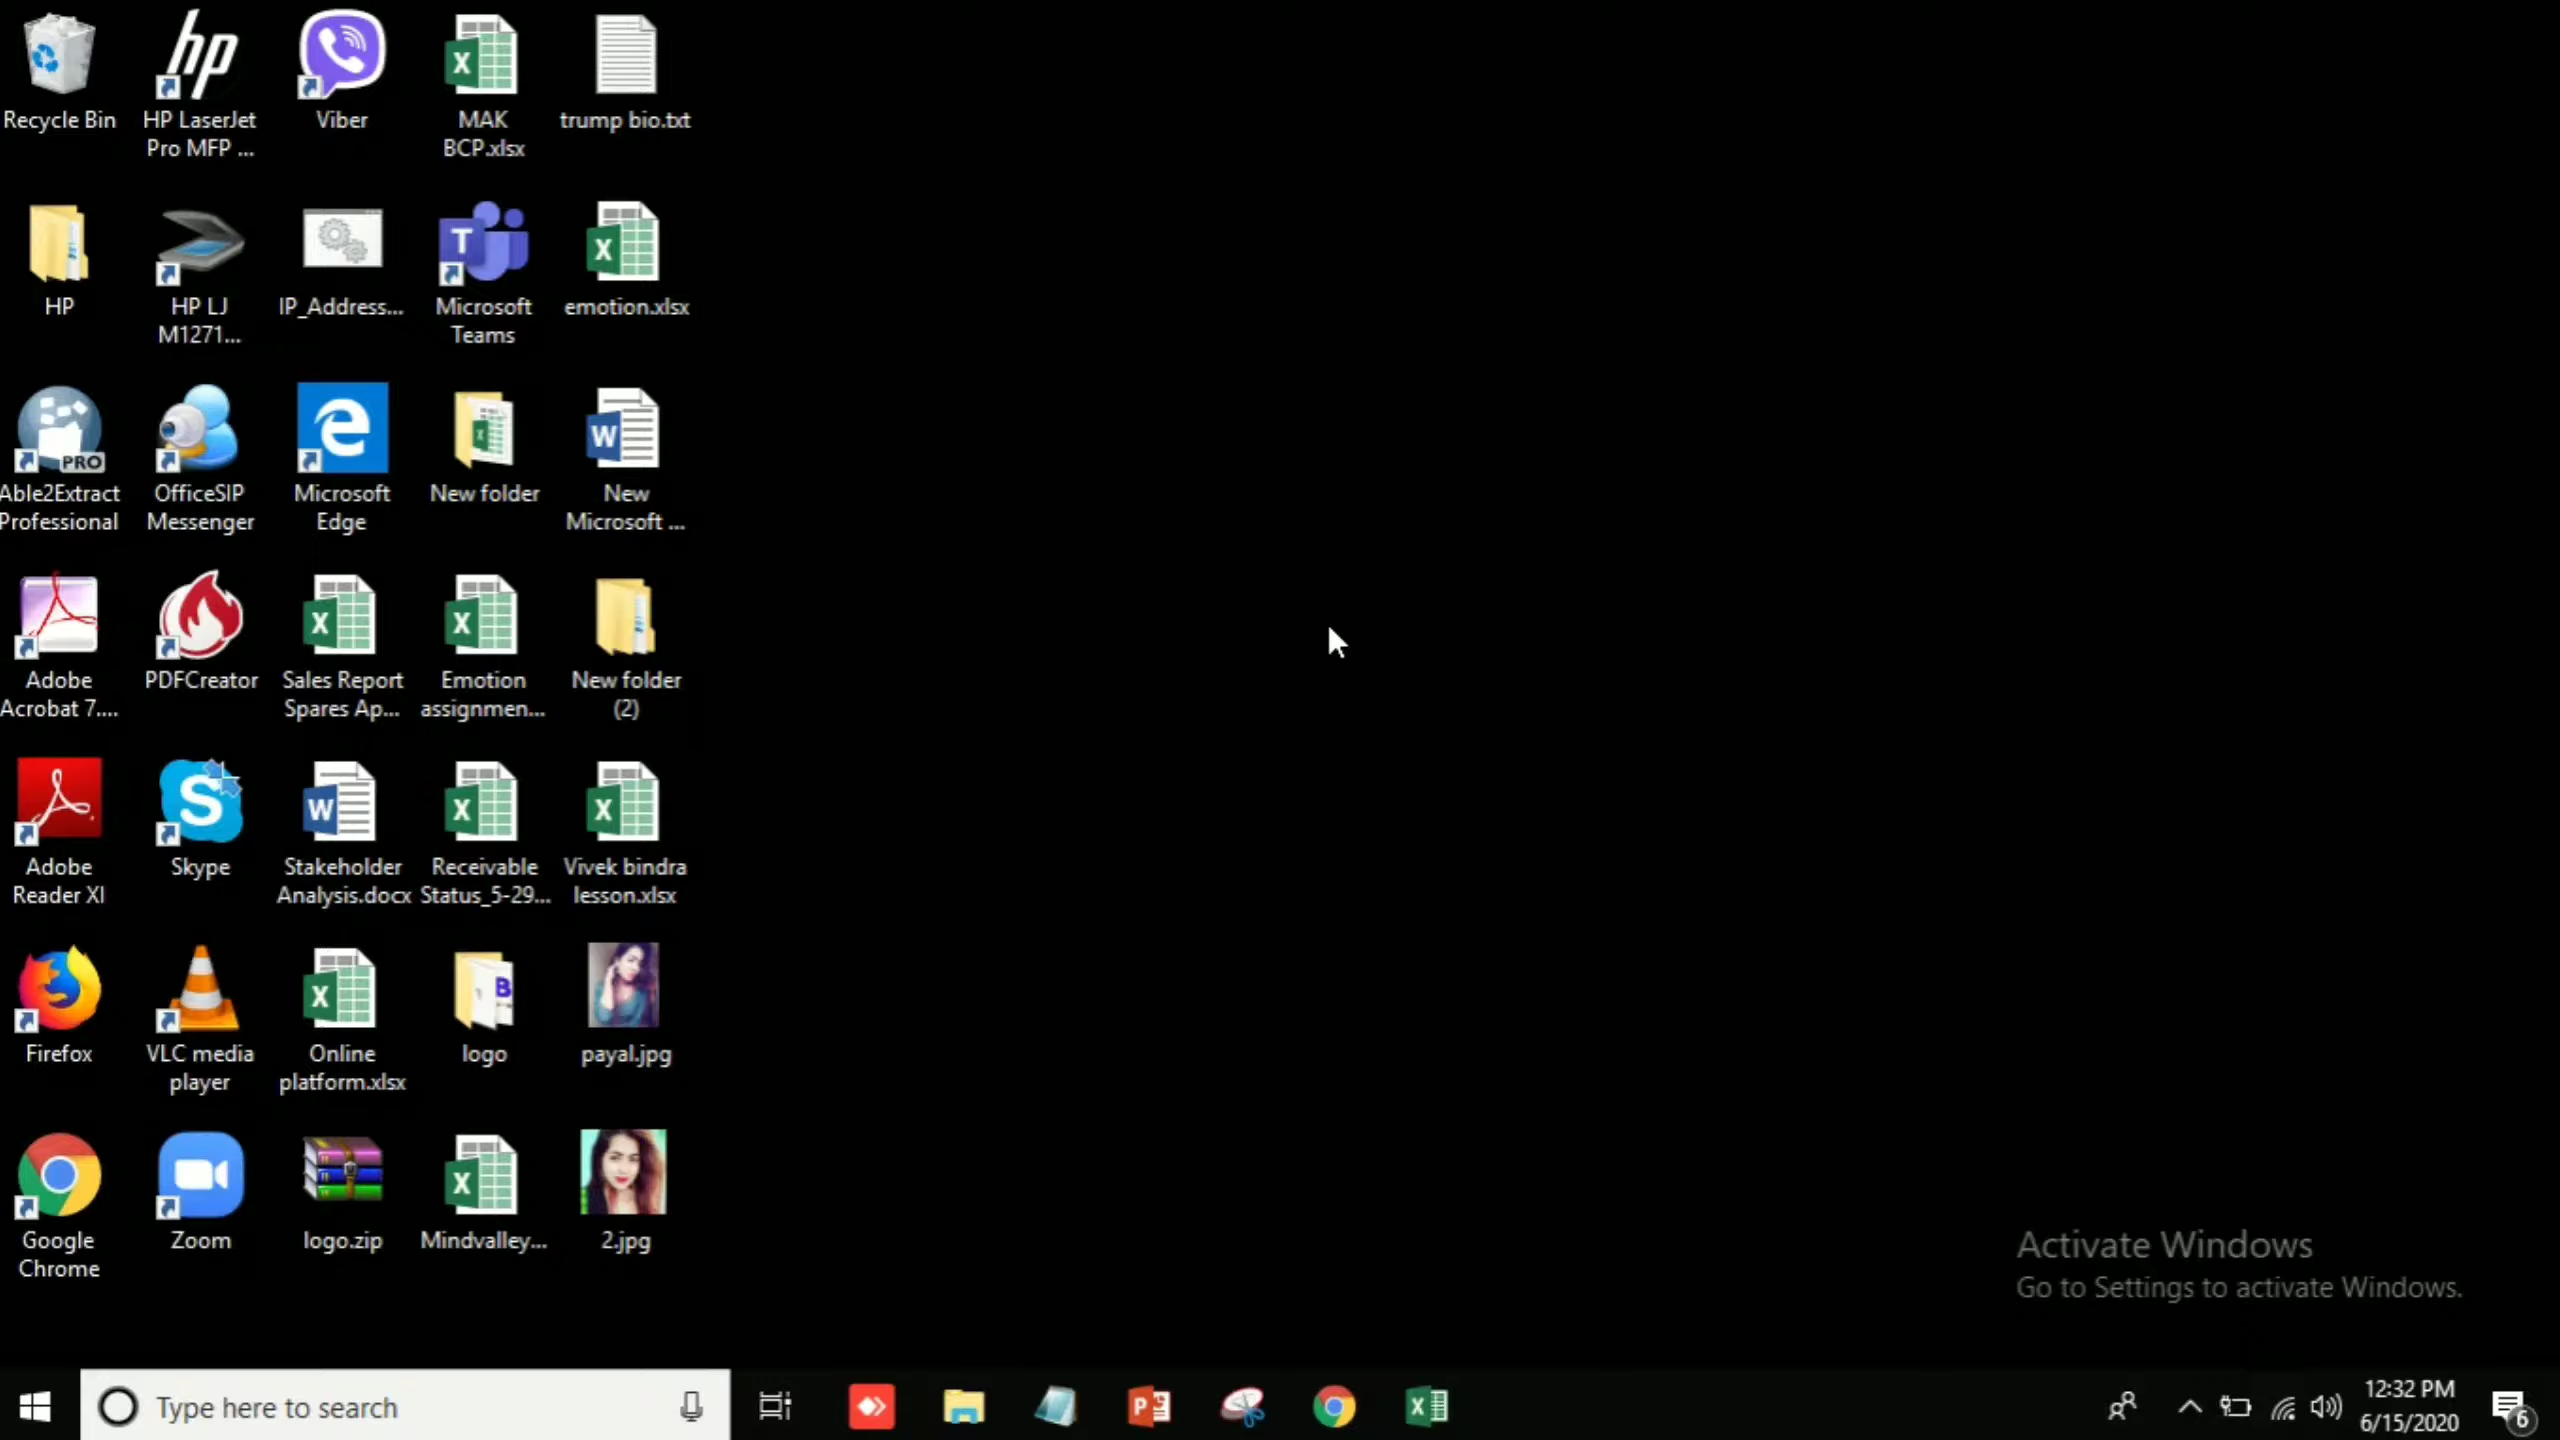 Recycle Bin
HP LaserJet
Pro MFP ...
Viber
MAK
BCP.xlsx
trump bio.txt
HP
HP LJ
M1271...
IP_Address...
Microsoft
Teams
emotion.xlsx
PRO
Able2Extract
Professional
OfficeSIP
Messenger
Microsoft
Edge
New folder
New
Microsoft ...
Adobe
Acrobat 7....
PDFCreator
Sales Report
Spares Ap...
Emotion
assignmen...
New folder
(2)
Adobe
Reader XI
Skype
Stakeholder
Analysis.docx
Receivable
Status_5-29...
Vivek bindra
lesson.xlsx
Firefox
VLC media
player
Online
platform.xlsx
logo
payal.jpg
Google
Chrome
Zoom
logo.zip
Mindvalley...
2.jpg
Activate Windows
Go to Settings to activate Windows.
Type here to search
12:32 PM
6/15/2020
6